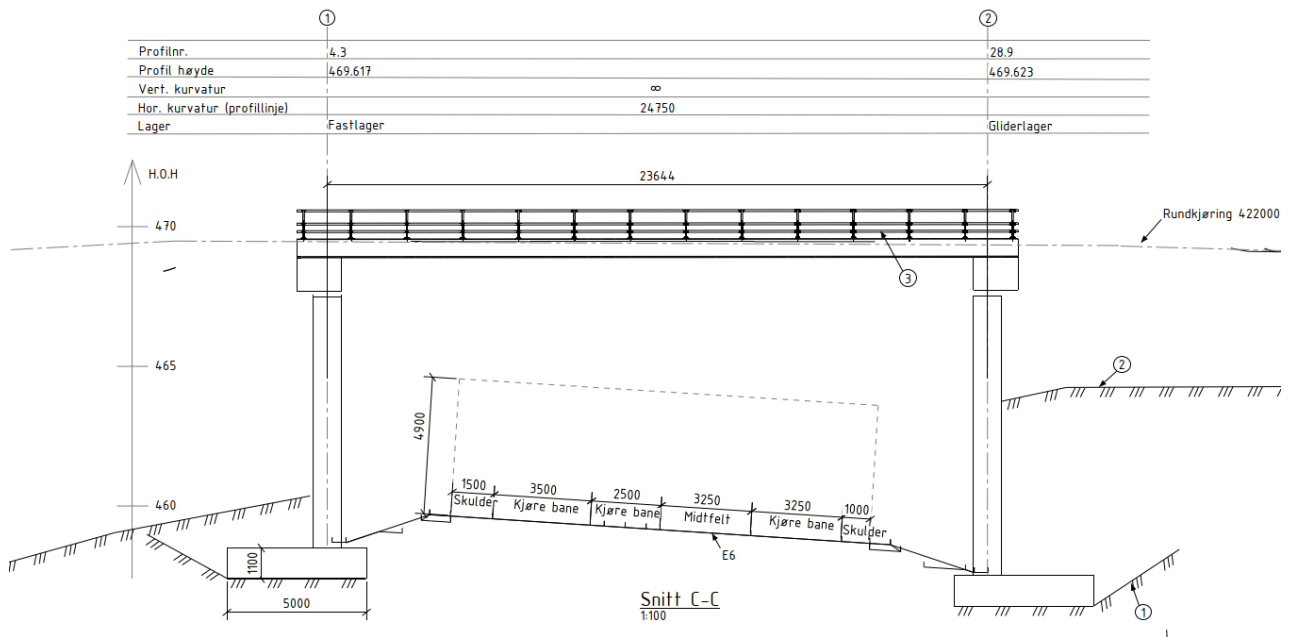 1 2
Profilnr. 4.3 28.9
Profil høyde 469.617 469.623
Vert. kurvatur ∞
Hor. kurvatur (profillinje) 24750
Lager Fastlager Gliderlager
H.O.H
23644
470
Rundkjøring 422000
3
465
2
4900
1500 3500 2500 3250 3250 1000
Skulder Kjøre bane Kjøre bane Midtfelt Kjøre bane Skulder
460
E6
1100
5000
Snitt C-C
1:100
1